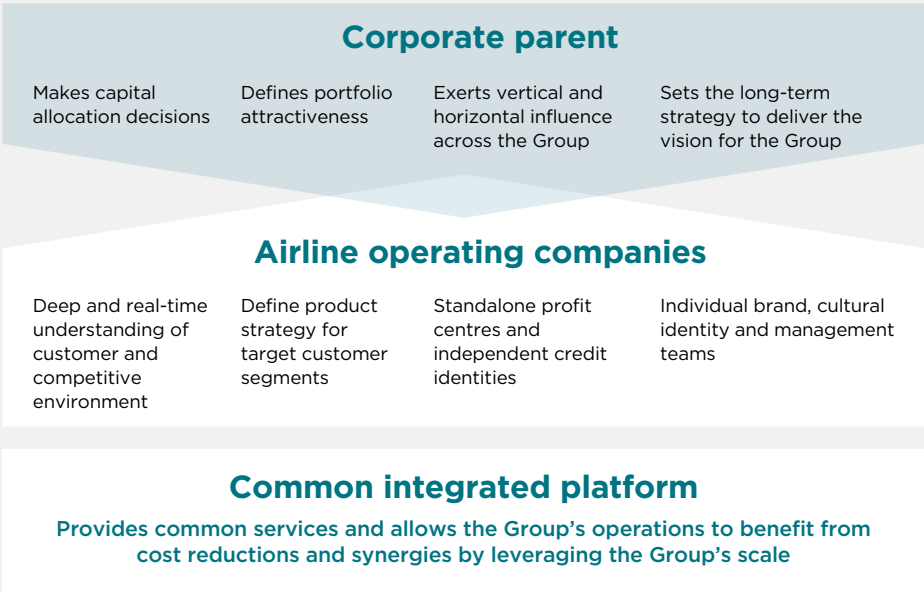 Corporate parent
Makes capital
allocation decisions
Defines portfolio
attractiveness
Exerts vertical and
horizontal influence
across the Group
Sets the long-term
strategy to deliver the
vision for the Group
Airline operating companies
Deep and real-time
understanding of
customer and
competitive
environment
Define product
strategy for
target customer
segments
Standalone profit
centres and
independent credit
identities
Individual brand, cultural
identity and management
teams
Common integrated platform
Provides common services and allows the Group’s operations to benefit from
cost reductions and synergies by leveraging the Group’s scale